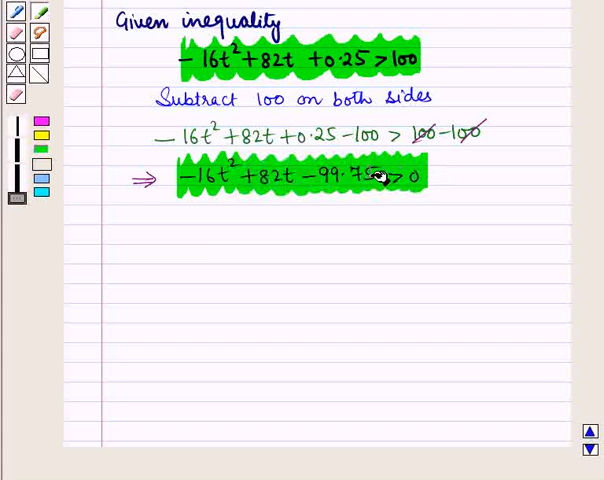 Given inequality
-16t²+82t+0.25>100
Subtract 100 on both sides
-16t²+82t+0.25-100 > 100-100
⇒ -16t²+82t-99.75>0